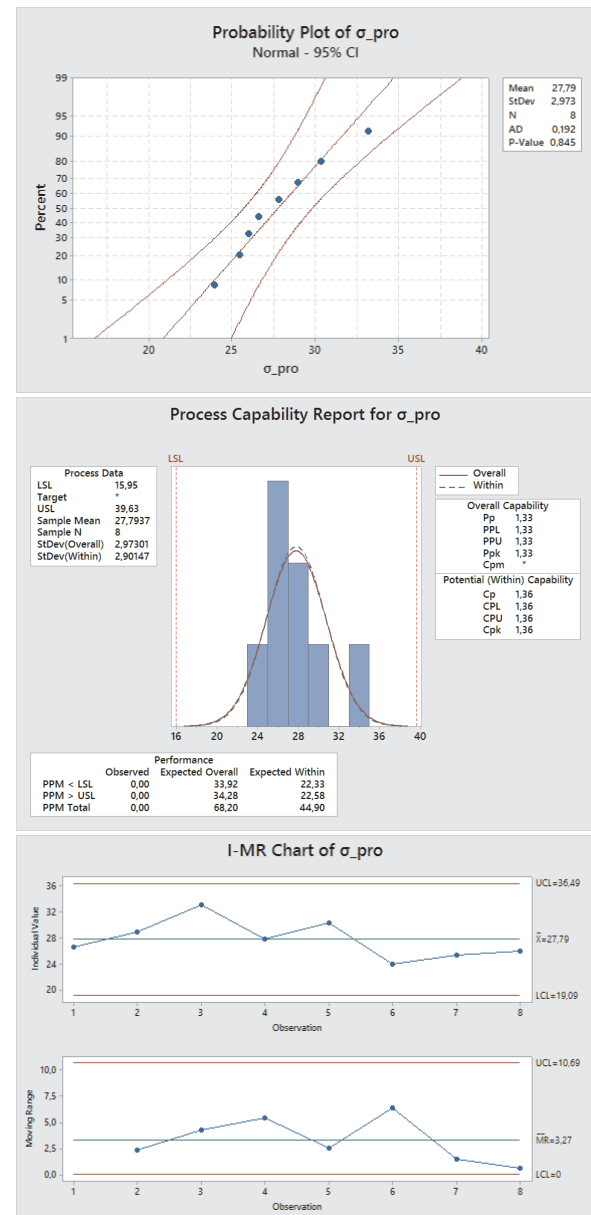 Probability Plot of σ_pro
Normal - 95% CI
99
95
90
80
70
60
50
40
30
20
10
5
1
Percent
20 25 30 35 40
σ_pro
Mean 27,79
StDev 2,973
N 8
AD 0,192
P-Value 0,845
Process Capability Report for σ_pro
LSL USL
Process Data
LSL 15,95
Target *
USL 39,63
Sample Mean 27,7937
Sample N 8
StDev(Overall) 2,97301
StDev(Within) 2,90147
Overall
Within
Overall Capability
Pp 1,33
PPL 1,33
PPU 1,33
Ppk 1,33
Cpm *
Potential (Within) Capability
Cp 1,36
CPL 1,36
CPU 1,36
Cpk 1,36
16 20 24 28 32 36 40
Performance
Observed Expected Overall Expected Within
PPM < LSL 0,00 33,92 22,33
PPM > USL 0,00 34,28 22,58
PPM Total 0,00 68,20 44,90
I-MR Chart of σ_pro
36
32
28
24
20
Individual Value
UCL=36,49
X̄=27,79
LCL=19,09
1 2 3 4 5 6 7 8
Observation
10,0
7,5
5,0
2,5
0,0
Moving Range
UCL=10,69
M̄R̄=3,27
LCL=0
1 2 3 4 5 6 7 8
Observation